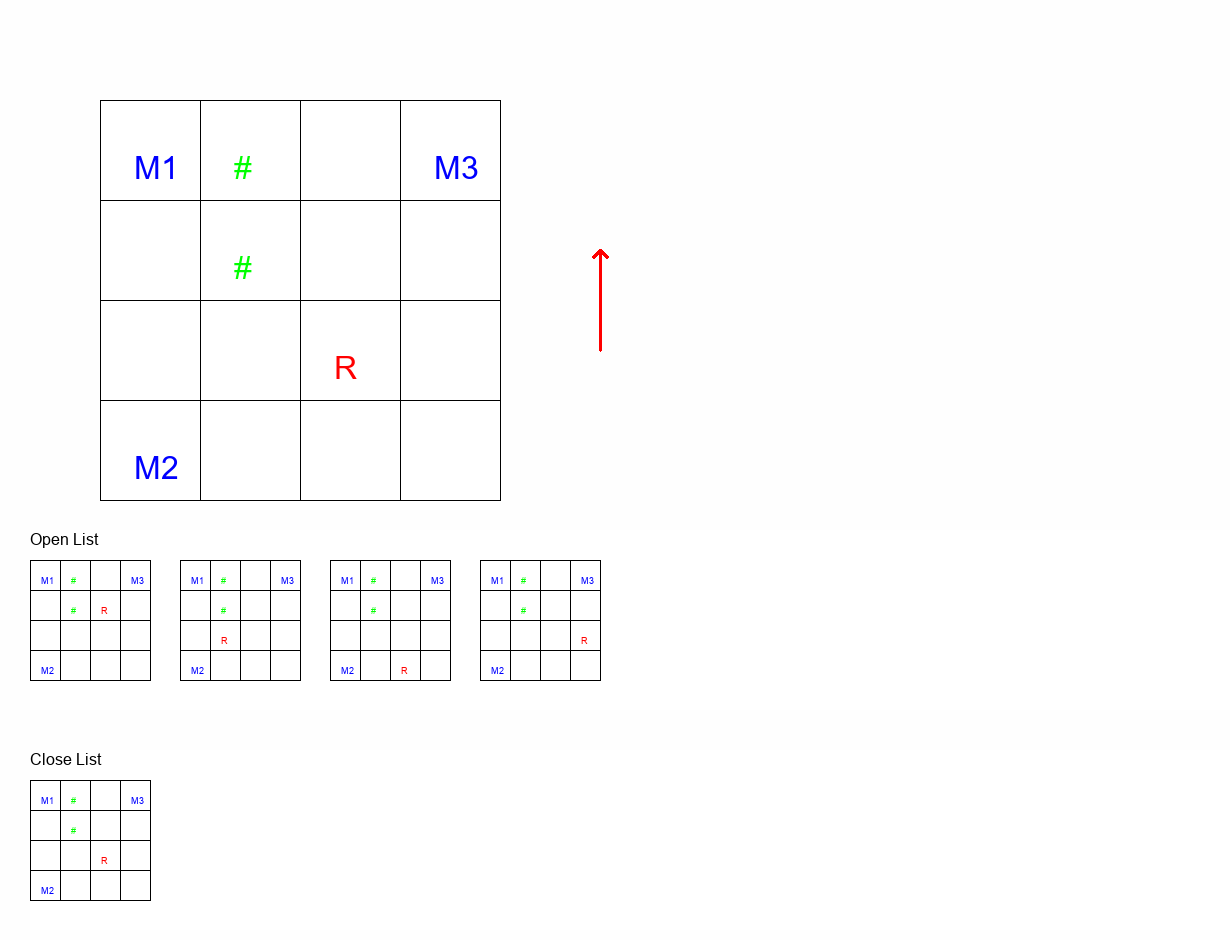 M1 # M3
#
R
M2
Open List
M1 # M3 M1 # M3 M1 # M3 M1 # M3
# R # # #
R R
M2 M2 M2 R M2
Close List
M1 # M3
#
R
M2